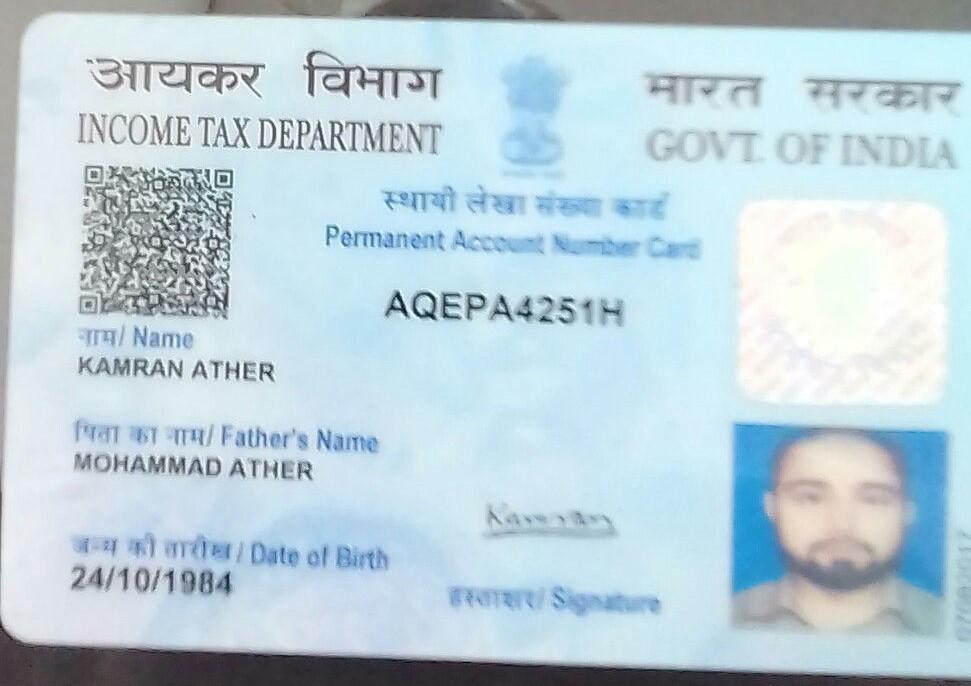 आयकर विभाग
INCOME TAX DEPARTMENT
भारत सरकार
GOVT. OF INDIA
स्थायी लेखा संख्या कार्ड
Permanent Account Number Card
AQEPA4251H
नाम/ Name
KAMRAN ATHER
पिता का नाम/ Father's Name
MOHAMMAD ATHER
जन्म की तारीख/ Date of Birth
24/10/1984
Kamran
हस्ताक्षर/ Signature